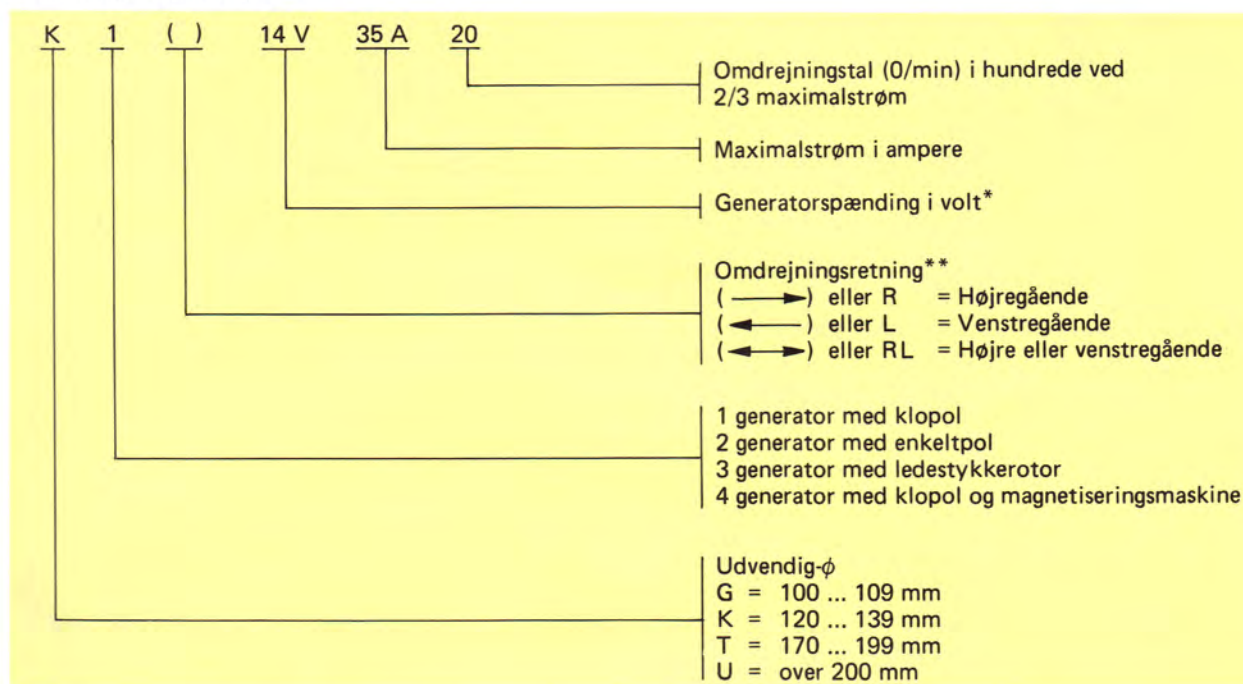 K 1 ( ) 14 V 35 A 20
Omdrejningstal (0/min) i hundrede ved
2/3 maximalstrøm
Maximalstrøm i ampere
Generatorspænding i volt*
Omdrejningsretning**
(→) eller R = Højregående
(←) eller L = Venstregående
(↔) eller RL = Højre eller venstregående
1 generator med klopol
2 generator med enkeltpol
3 generator med ledestykkerotor
4 generator med klopol og magnetiseringsmaskine
Udvendig-ϕ
G = 100 ... 109 mm
K = 120 ... 139 mm
T = 170 ... 199 mm
U = over 200 mm